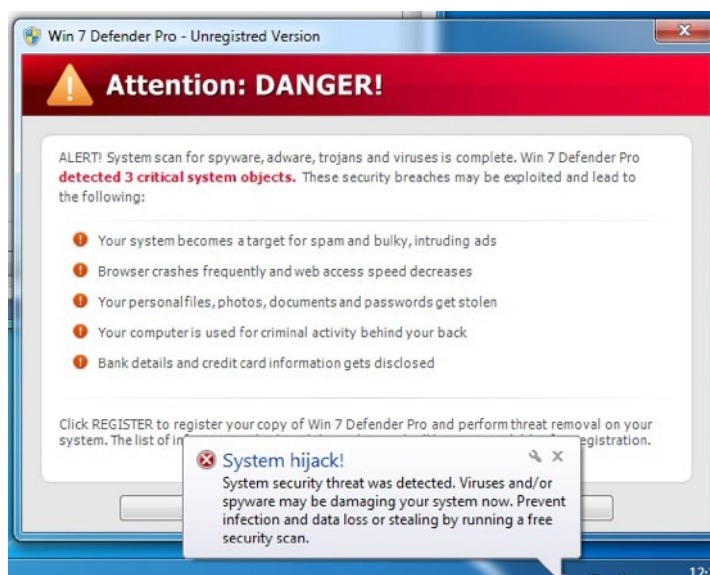 Win 7 Defender Pro - Unregistred Version
Attention: DANGER!
ALERT! System scan for spyware, adware, trojans and viruses is complete. Win 7 Defender Pro
detected 3 critical system objects. These security breaches may be exploited and lead to
the following:
Your system becomes a target for spam and bulky, intruding ads
Browser crashes frequently and web access speed decreases
Your personal files, photos, documents and passwords get stolen
Your computer is used for criminal activity behind your back
Bank details and credit card information gets disclosed
Click REGISTER to register your copy of Win 7 Defender Pro and perform threat removal on your
system. The list of
System hijack!
System security threat was detected. Viruses and/or
spyware may be damaging your system now. Prevent
infection and data loss or stealing by running a free
security scan.